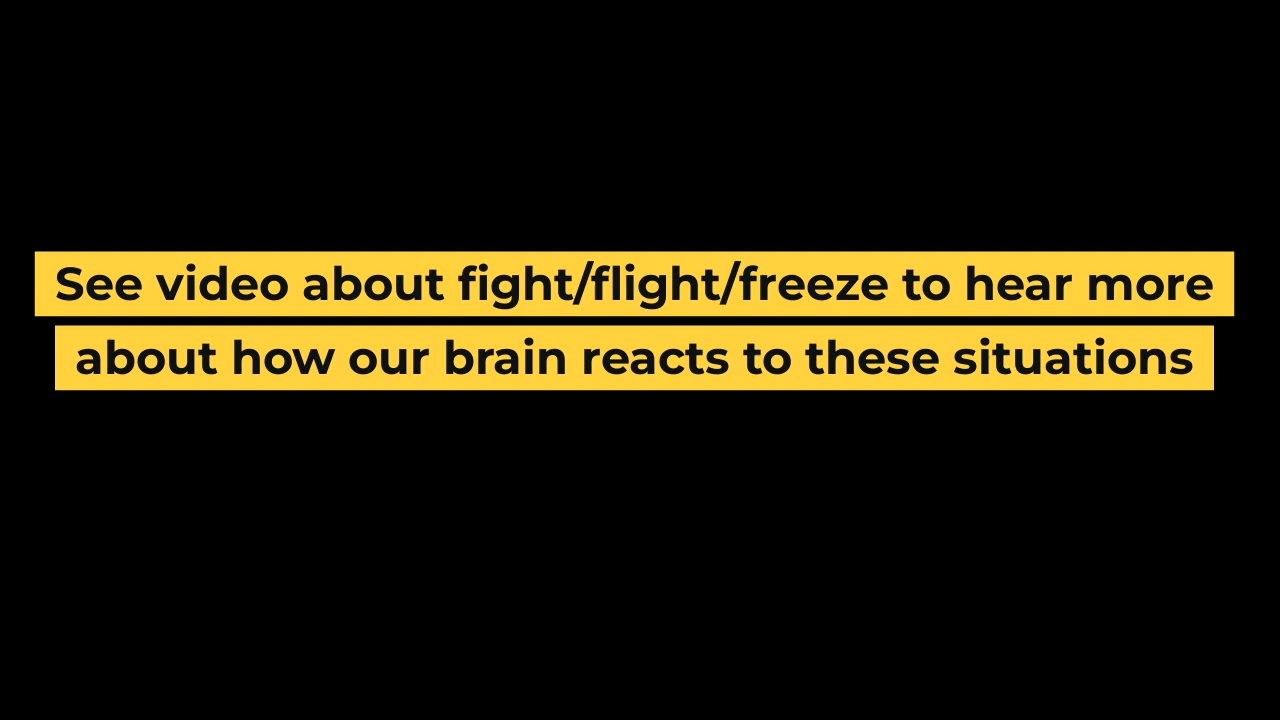 See video about fight/flight/freeze to hear more
about how our brain reacts to these situations